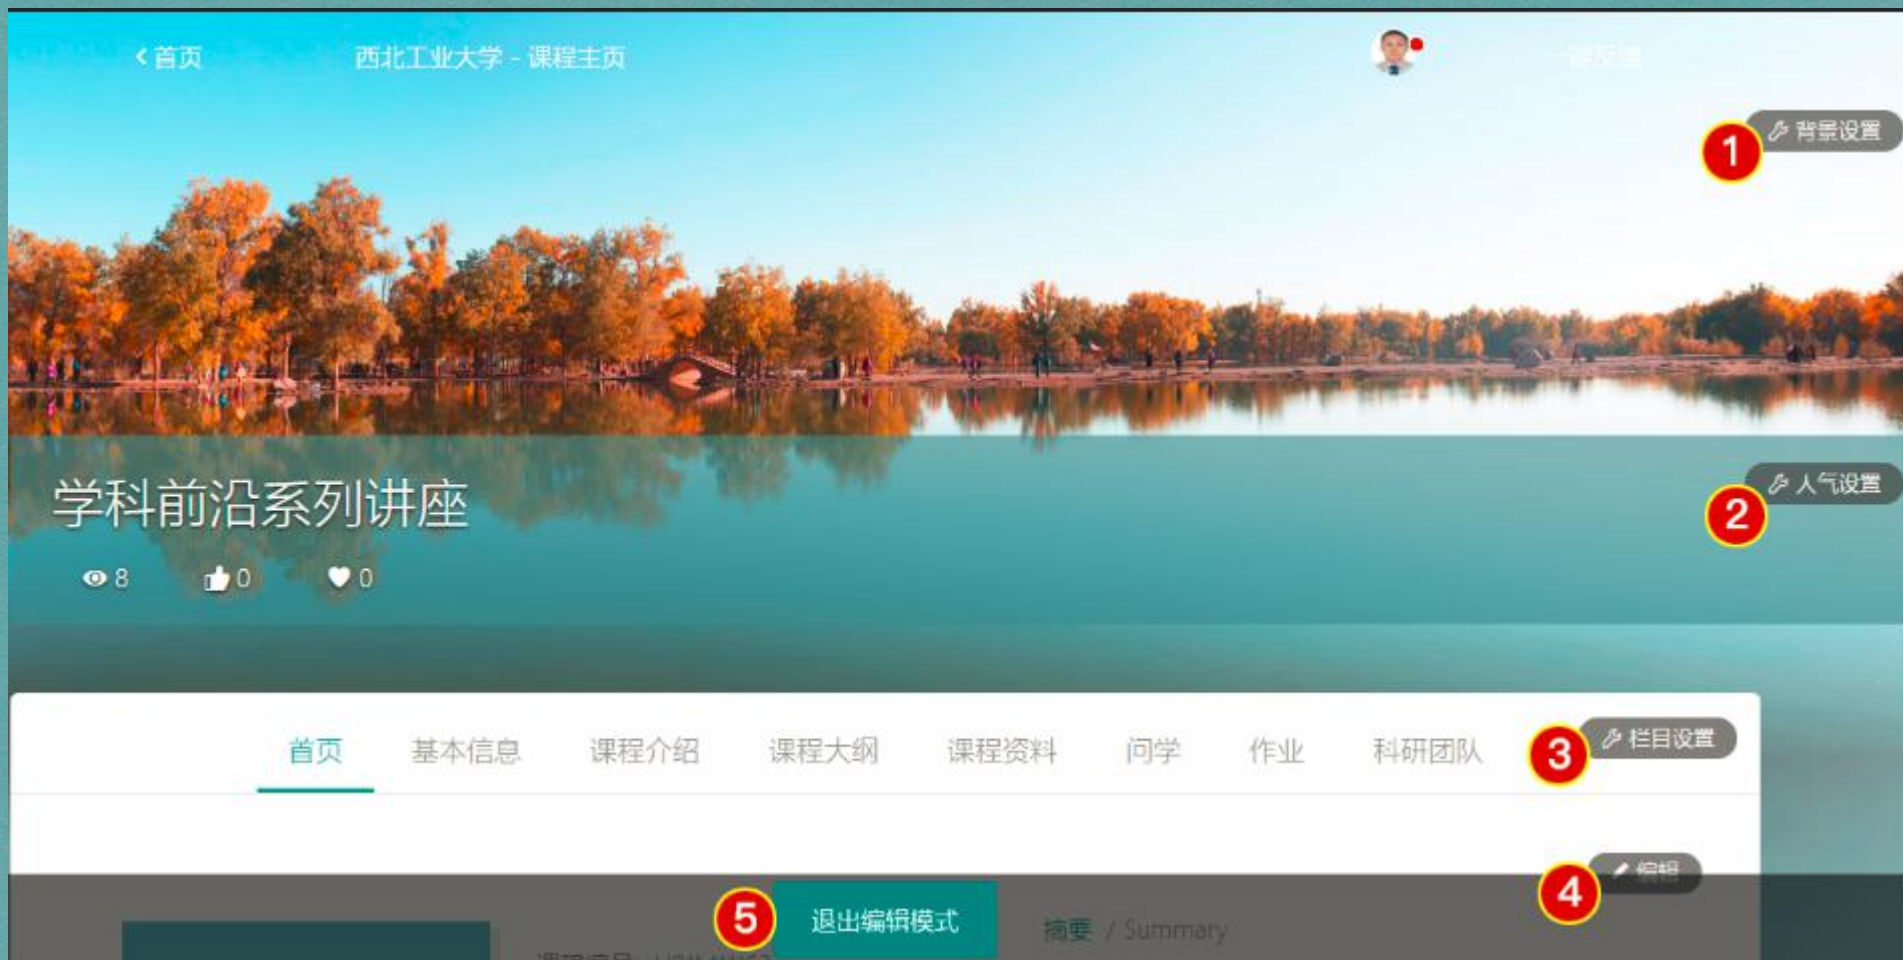 首页
西北工业大学 - 课程主页
1
背景设置
学科前沿系列讲座
2
人气设置
8
0
0
首页
基本信息
课程介绍
课程大纲
课程资料
问学
作业
科研团队
3
栏目设置
4
编辑
5
退出编辑模式
摘要 / Summary